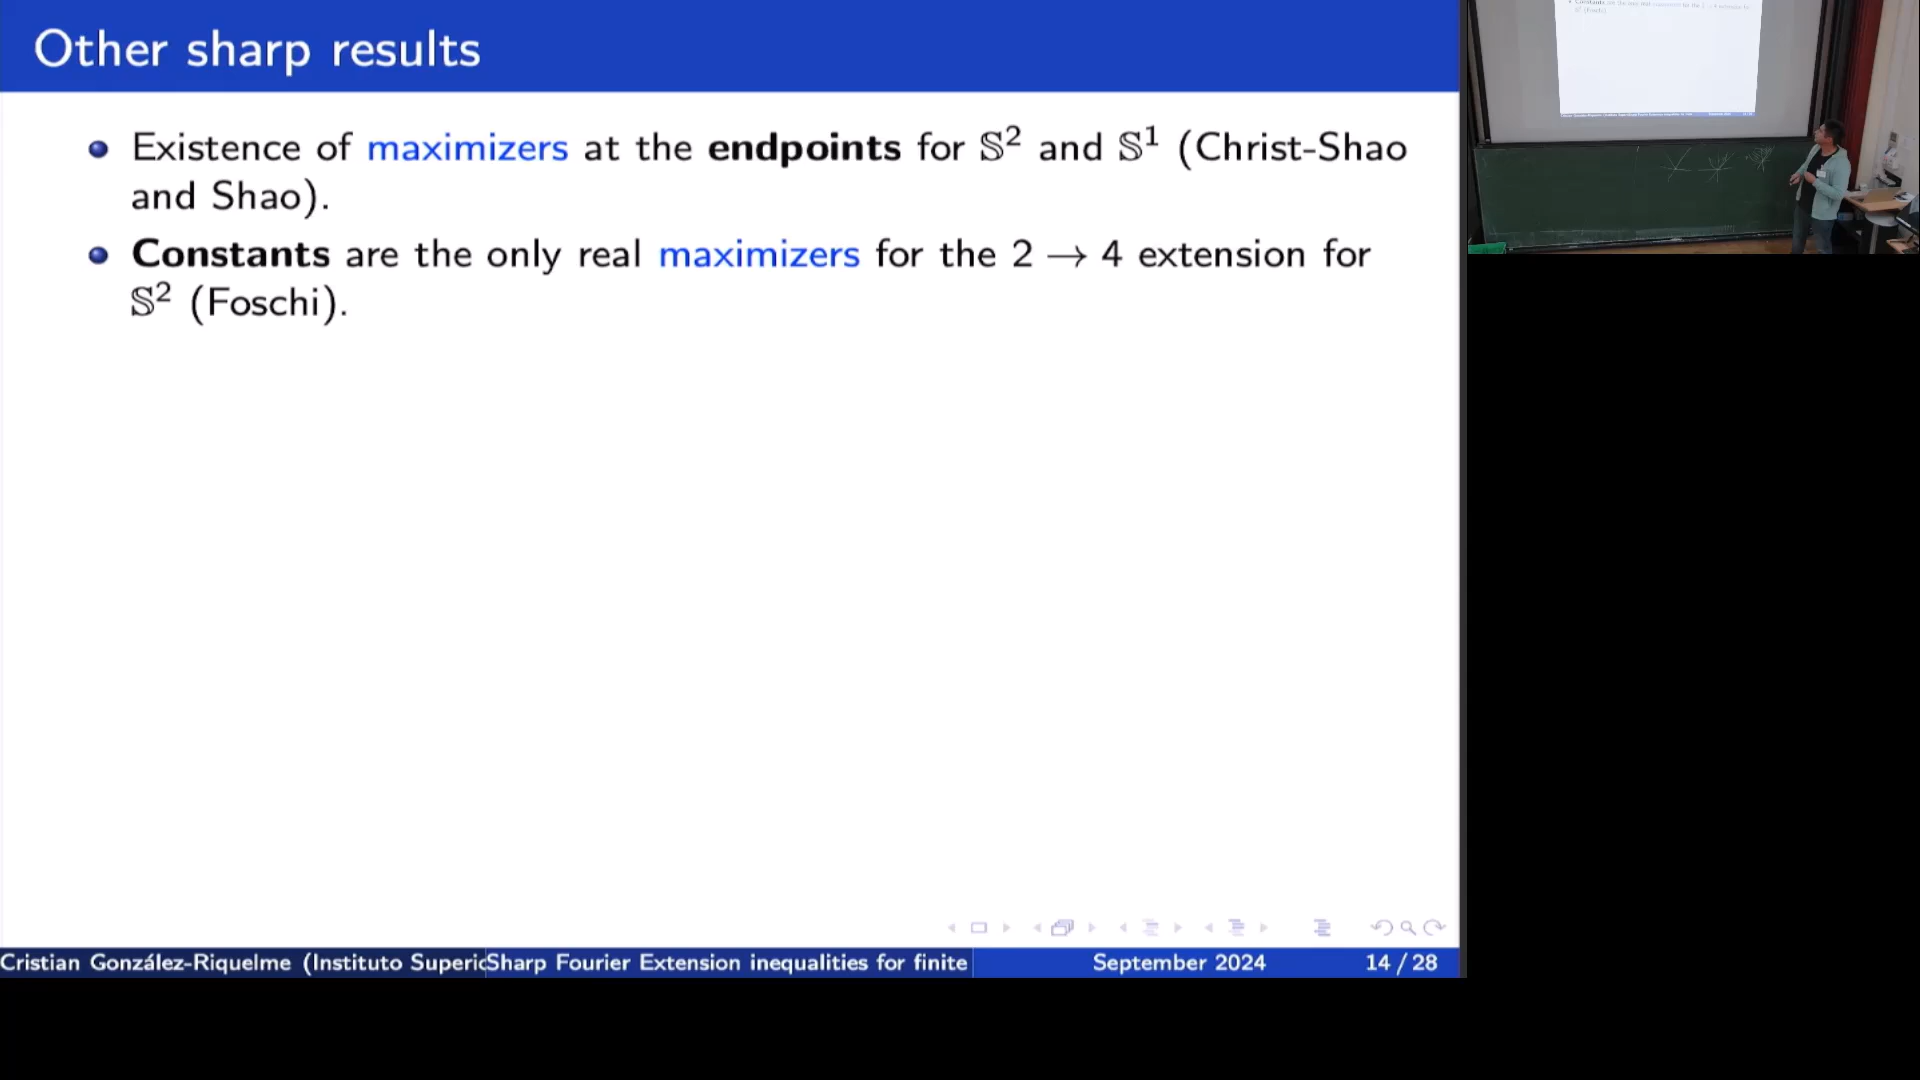 Other sharp results
Existence of maximizers at the endpoints for 𝕊² and 𝕊¹ (Christ-Shao
and Shao).
Constants are the only real maximizers for the 2 → 4 extension for
𝕊² (Foschi).
Cristian González-Riquelme (Instituto Superic Sharp Fourier Extension inequalities for finite September 2024 14 / 28